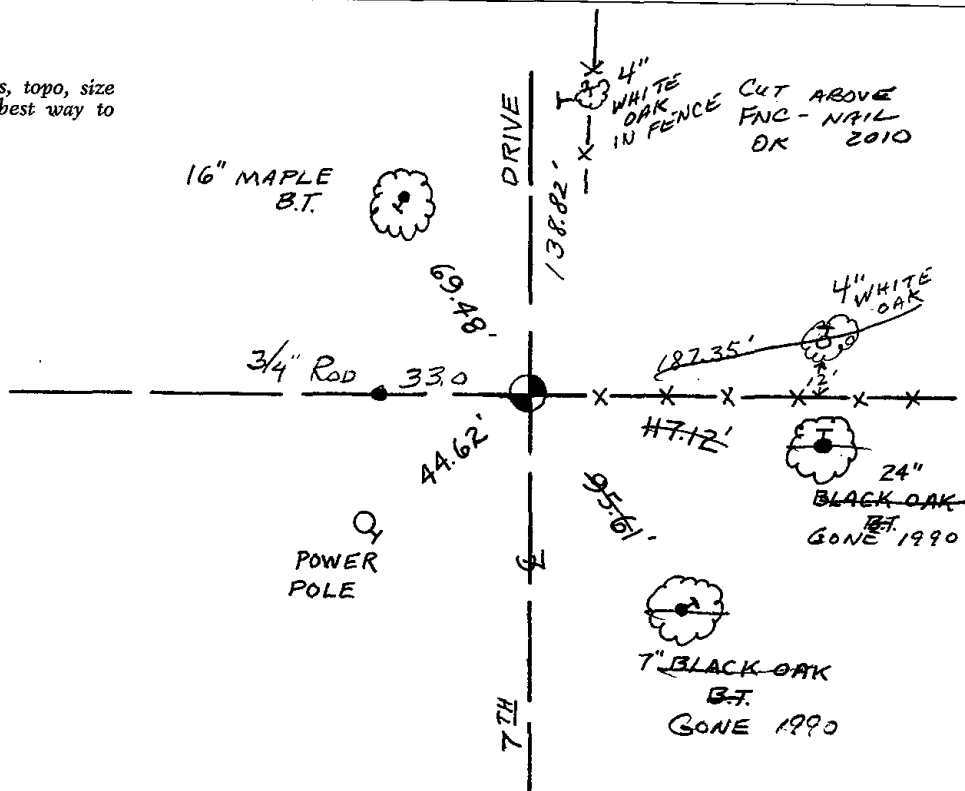 s, topo, size
best way to
4"
WHITE
OAK
IN FENCE
CUT ABOVE
FNC - NAIL
OK 2010
DRIVE
138.82'
16" MAPLE
B.T.
69.48'
4" WHITE
OAK
187.35'
12'
3/4" ROD
33.0
117.12'
44.62'
95.61'
24"
BLACK OAK
B.T.
GONE 1990
POWER
POLE
℄
7" BLACK OAK
B.T.
GONE 1990
7TH